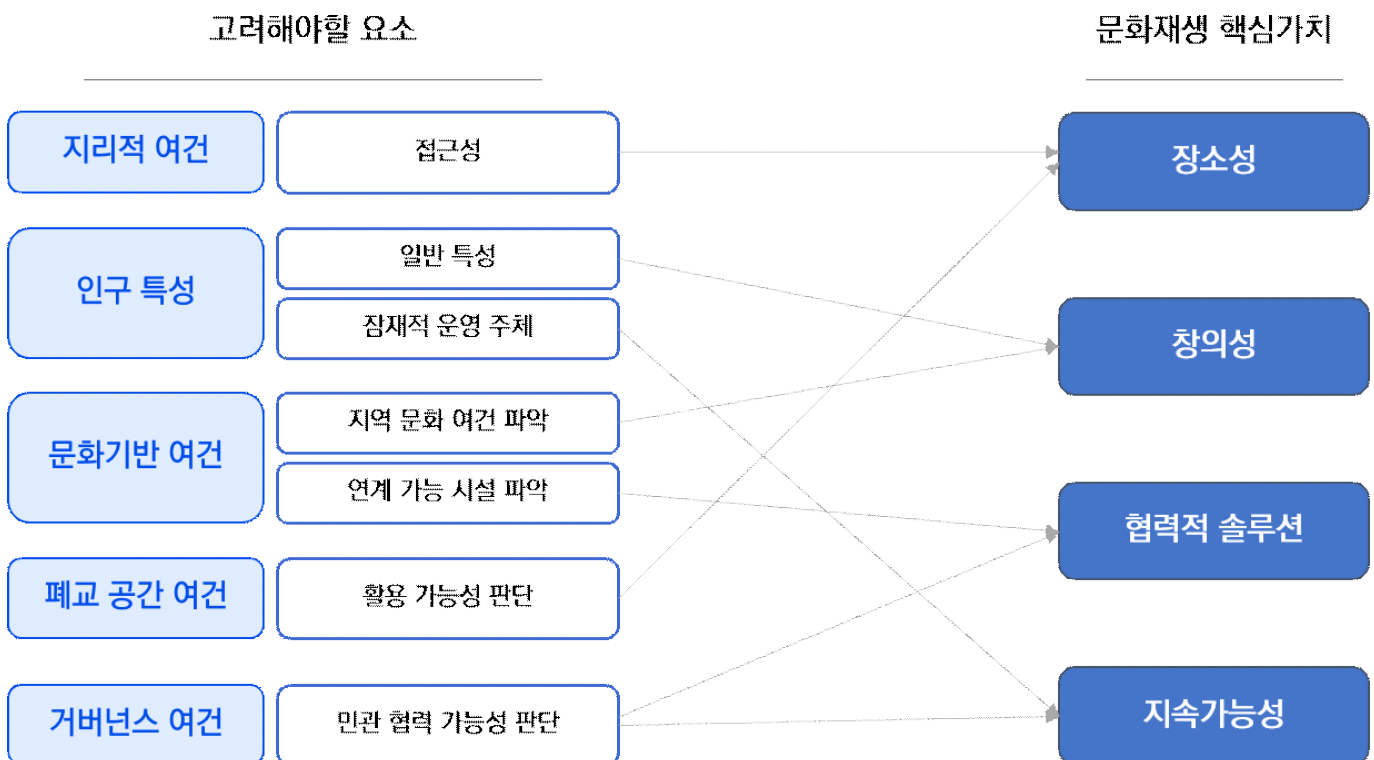 고려해야할 요소
문화재생 핵심가치
지리적 여건
접근성
장소성
인구 특성
일반 특성
잠재적 운영 주체
창의성
문화기반 여건
지역 문화 여건 파악
연계 가능 시설 파악
협력적 솔루션
폐교 공간 여건
활용 가능성 판단
거버넌스 여건
민관 협력 가능성 판단
지속가능성